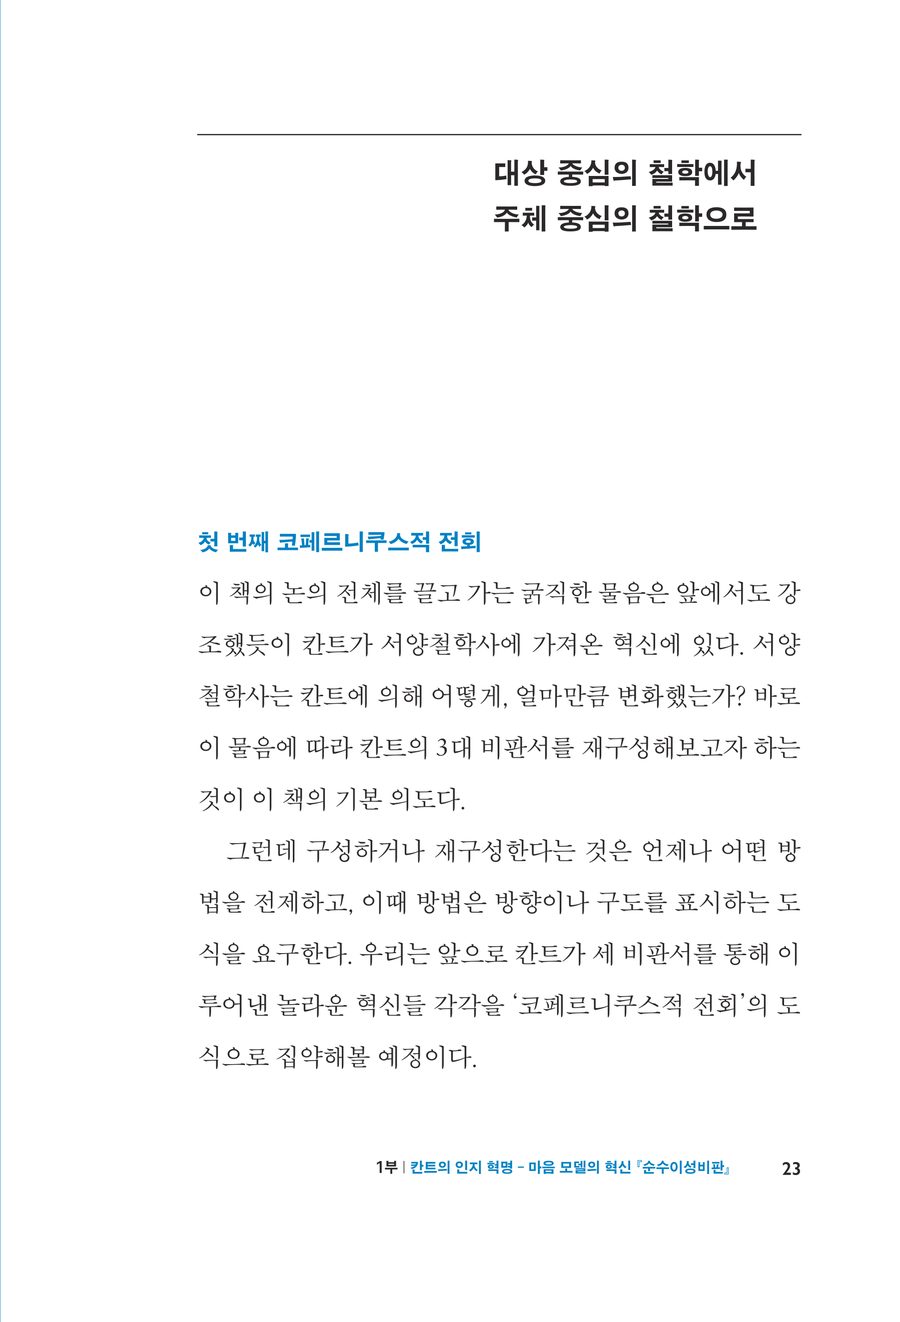 대상 중심의 철학에서
주체 중심의 철학으로
첫 번째 코페르니쿠스적 전회
이 책의 논의 전체를 끌고 가는 굵직한 물음은 앞에서도 강
조했듯이 칸트가 서양철학사에 가져온 혁신에 있다. 서양
철학사는 칸트에 의해 어떻게, 얼마만큼 변화했는가? 바로
이 물음에 따라 칸트의 3대 비판서를 재구성해보고자 하는
것이 이 책의 기본 의도다.
그런데 구성하거나 재구성한다는 것은 언제나 어떤 방
법을 전제하고, 이때 방법은 방향이나 구도를 표시하는 도
식을 요구한다. 우리는 앞으로 칸트가 세 비판서를 통해 이
루어낸 놀라운 혁신들 각각을 ‘코페르니쿠스적 전회’의 도
식으로 집약해볼 예정이다.
1부 | 칸트의 인지 혁명 – 마음 모델의 혁신 『순수이성비판』 23